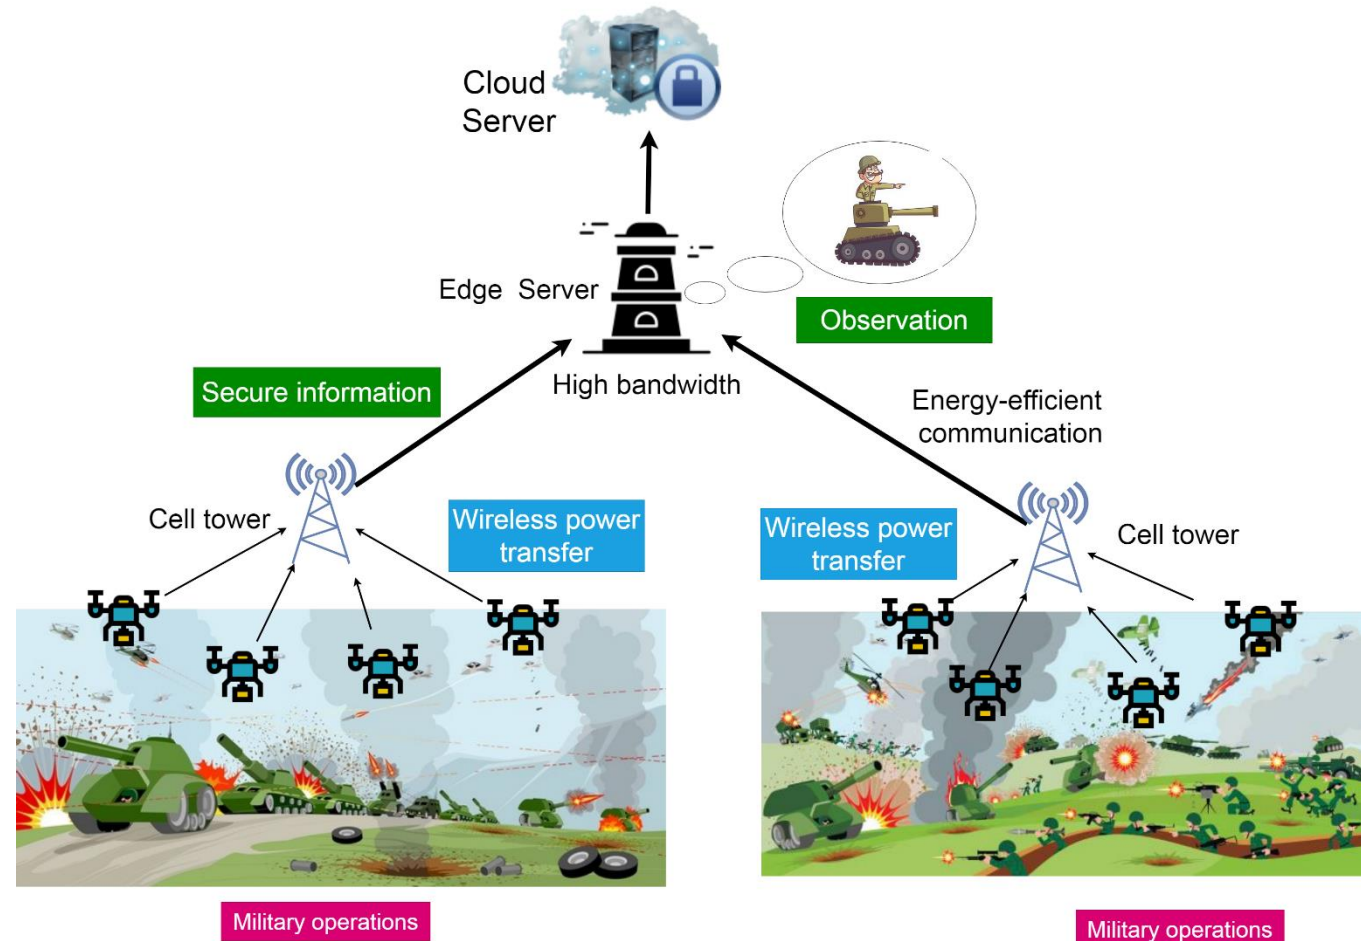 Cloud
Server
Edge  Server
Observation
Secure information
High bandwidth
Energy-efficient
communication
Cell tower
Wireless power
transfer
Wireless power
transfer
Cell tower
Military operations
Military operations